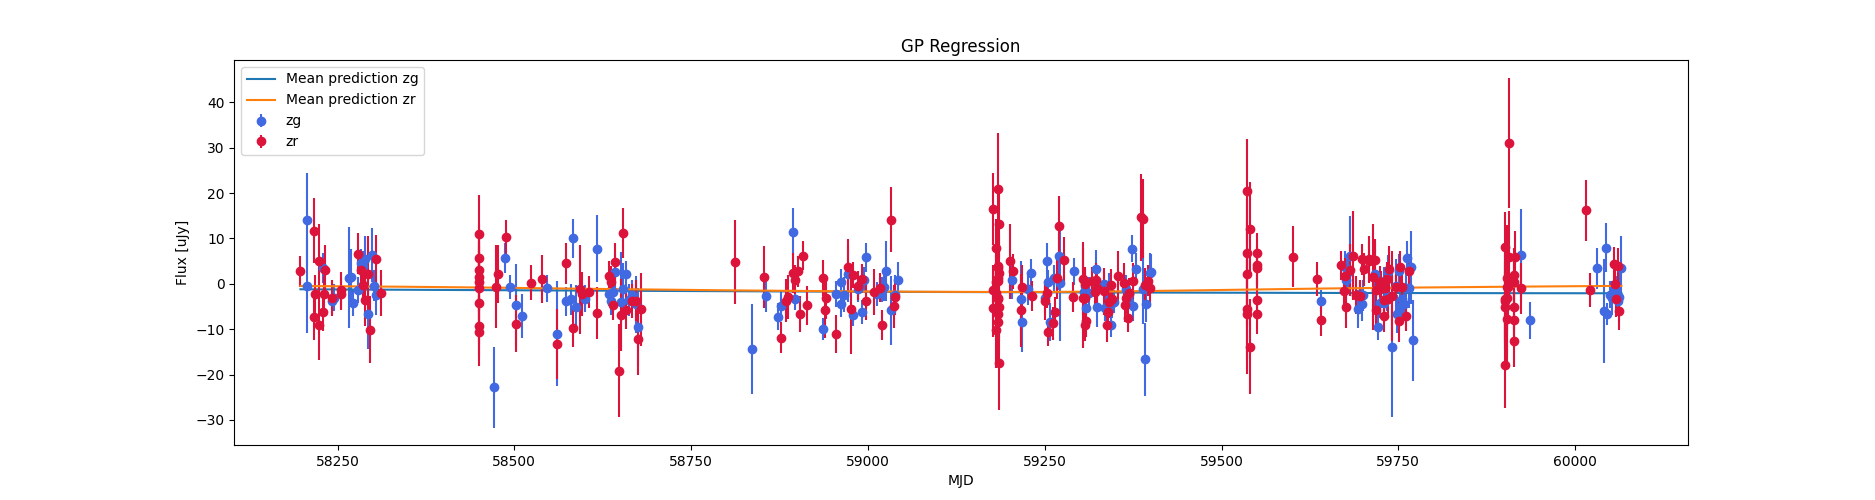 GP Regression
Mean prediction zg
Mean prediction zr
zg
zr
Flux [uJy]
40
30
20
10
0
−10
−20
−30
58250 58500 58750 59000 59250 59500 59750 60000
MJD